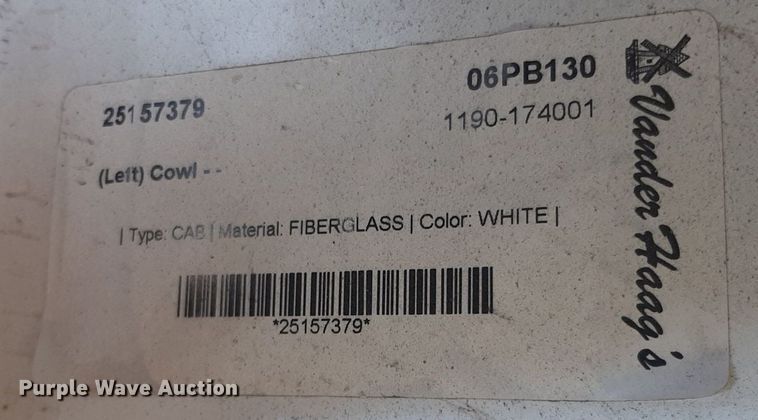 25157379
06PB130
1190-174001
(Left) Cowl - -
| Type: CAB | Material: FIBERGLASS | Color: WHITE |
*25157379*
Vander Haag's
Purple Wave Auction